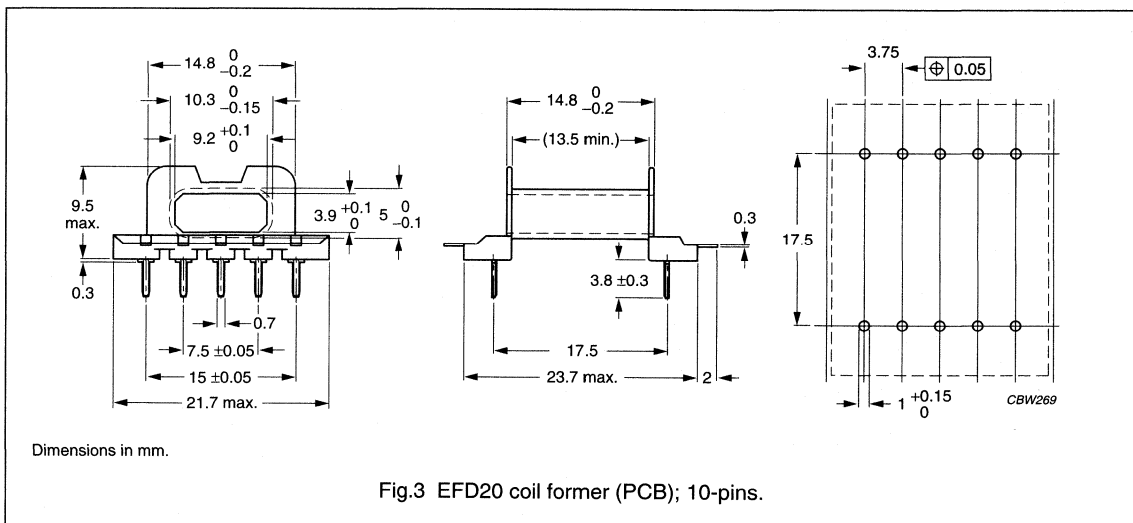 14.8 0 −0.2
10.3 0 −0.15
9.2 +0.1 0
9.5 max.
3.9 +0.1 0
5 0 −0.1
0.3
0.7
7.5 ±0.05
15 ±0.05
21.7 max.
14.8 0 −0.2
(13.5 min.)
0.3
3.8 ±0.3
17.5
23.7 max.
2
3.75
⌖ 0.05
17.5
1 +0.15 0
CBW269
Dimensions in mm.
Fig.3 EFD20 coil former (PCB); 10-pins.